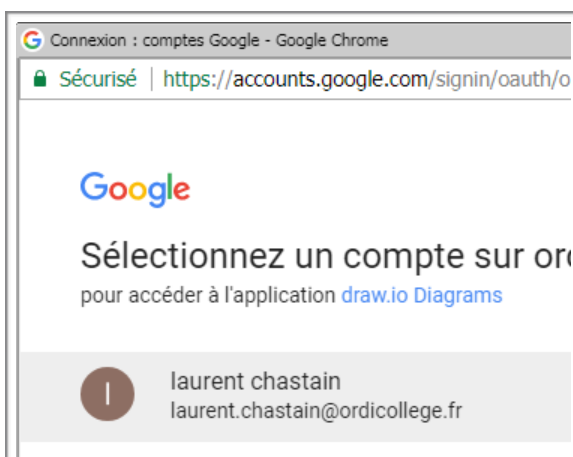 Connexion : comptes Google - Google Chrome
Sécurisé | https://accounts.google.com/signin/oauth/o
Google
Sélectionnez un compte sur ord
pour accéder à l'application draw.io Diagrams
l
laurent chastain
laurent.chastain@ordicollege.fr